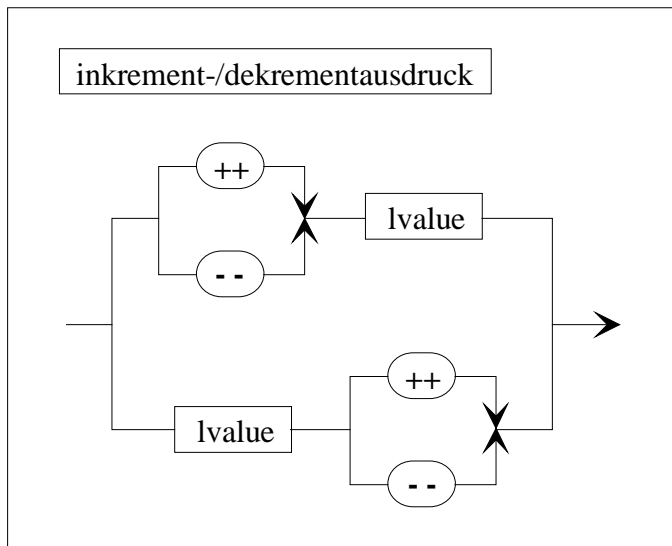 inkrement-/dekrementausdruck
++
lvalue
- -
++
lvalue
- -